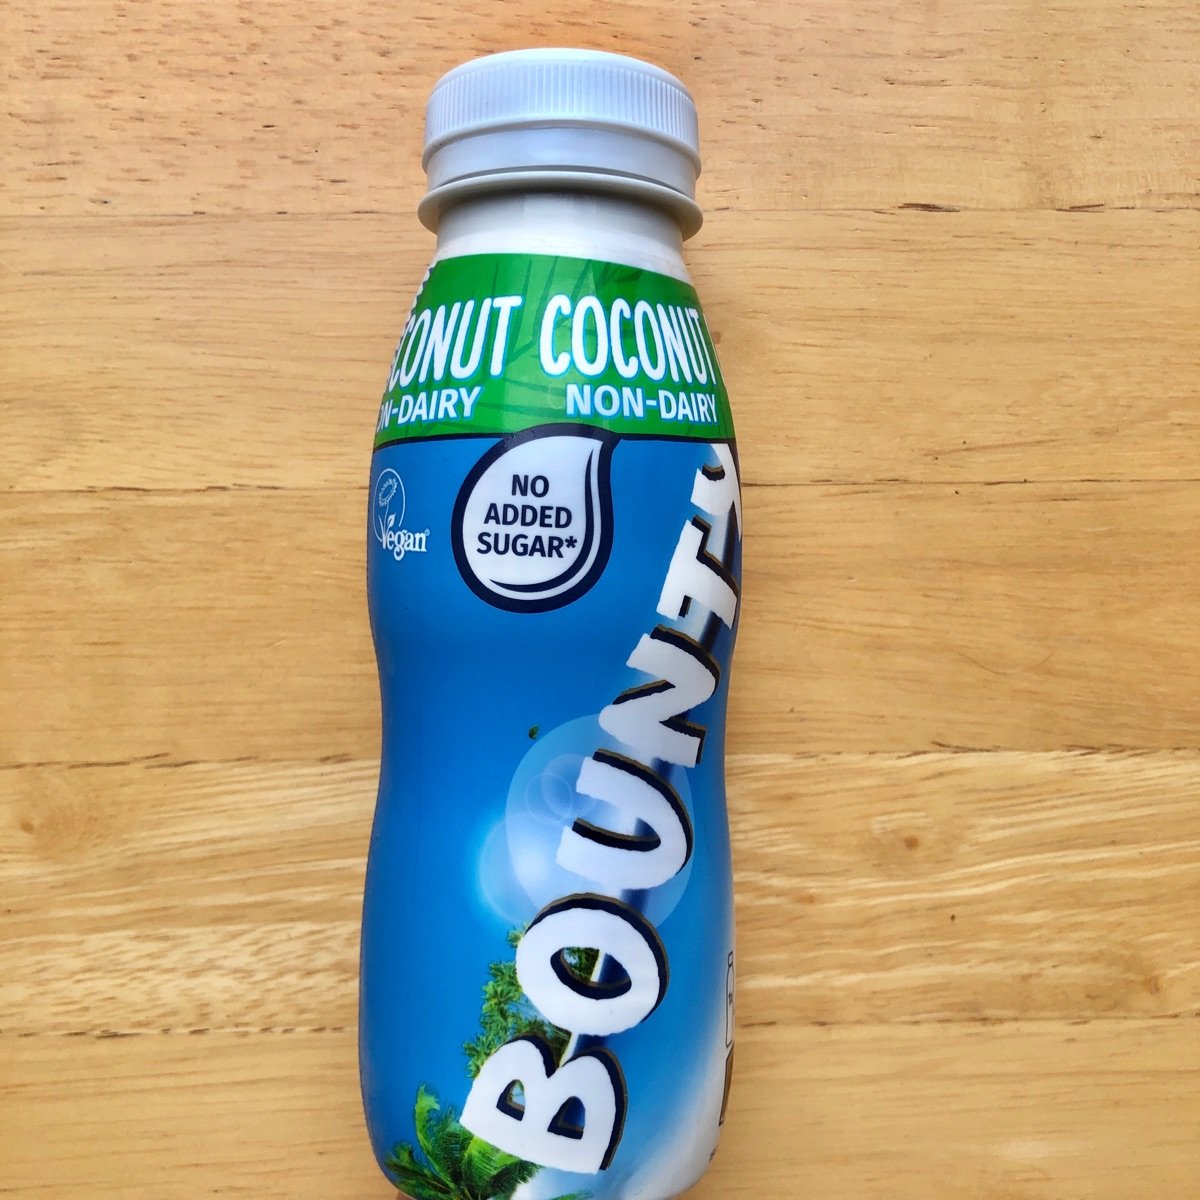 CONUT COCONUT
N-DAIRY NON-DAIRY
Vegan
NO
ADDED
SUGAR*
BOUNTY